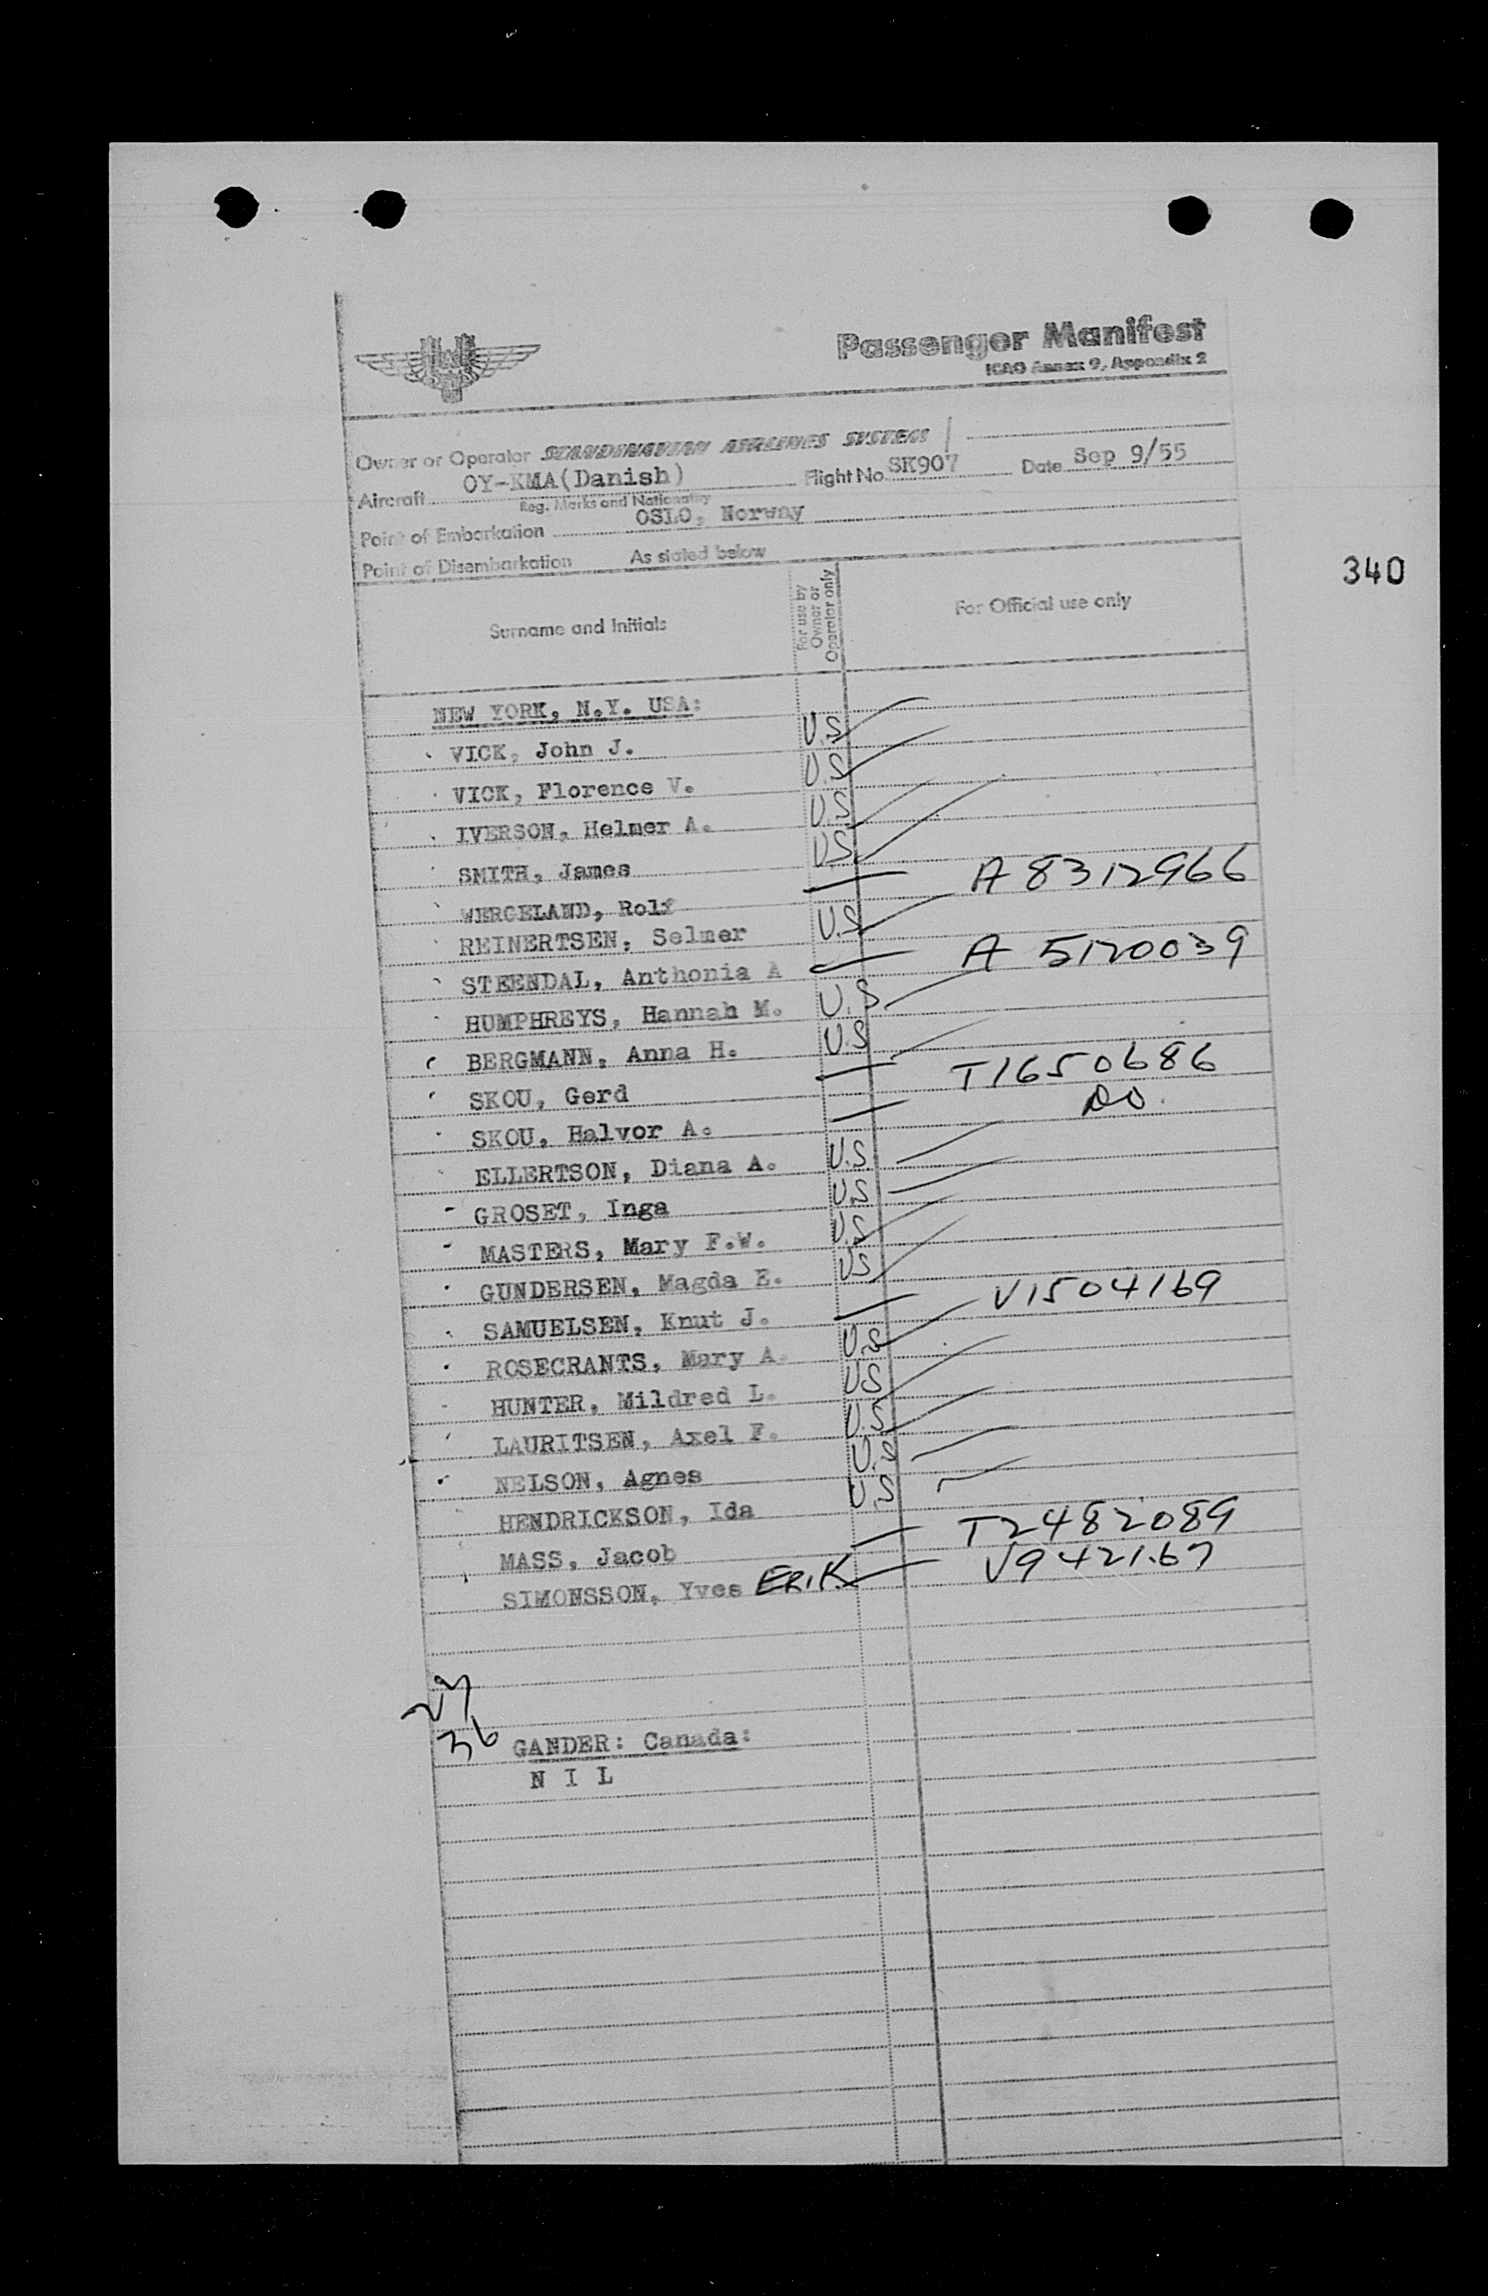 Passenger Manifest
ICAO Annex 9, Appendix 2
Owner or Operator SCANDINAVIAN AIRLINES SYSTEM
Aircraft OY-KMA(Danish) Flight No. SK907 Date Sep 9/55
Reg. Marks and Nationality
Point of Embarkation OSLO, Norway
Point of Disembarkation As stated below
340
Surname and Initials For use by Owner or Operator only For Official use only
NEW YORK, N.Y. USA:
VICK, John J. U.S
VICK, Florence V. U.S
IVERSON, Helmer A. U.S
SMITH, James U.S
WERGELAND, Rolf — A 8312966
REINERTSEN, Selmer U.S
STEENDAL, Anthonia A — A 5120039
HUMPHREYS, Hannah M. U.S
BERGMANN, Anna H. U.S
SKOU, Gerd — T1650686
SKOU, Halvor A. — DO.
ELLERTSON, Diana A. U.S.
GROSET, Inga U.S
MASTERS, Mary F.W. U.S
GUNDERSEN, Magda E. US
SAMUELSEN, Knut J. — V1504169
ROSECRANTS, Mary A. U.S
HUNTER, Mildred L. US
LAURITSEN, Axel F. U.S
NELSON, Agnes U.S
HENDRICKSON, Ida U.S
MASS, Jacob — T2482089
SIMONSSON, Yves ERIK — V942167
36
GANDER: Canada:
N I L